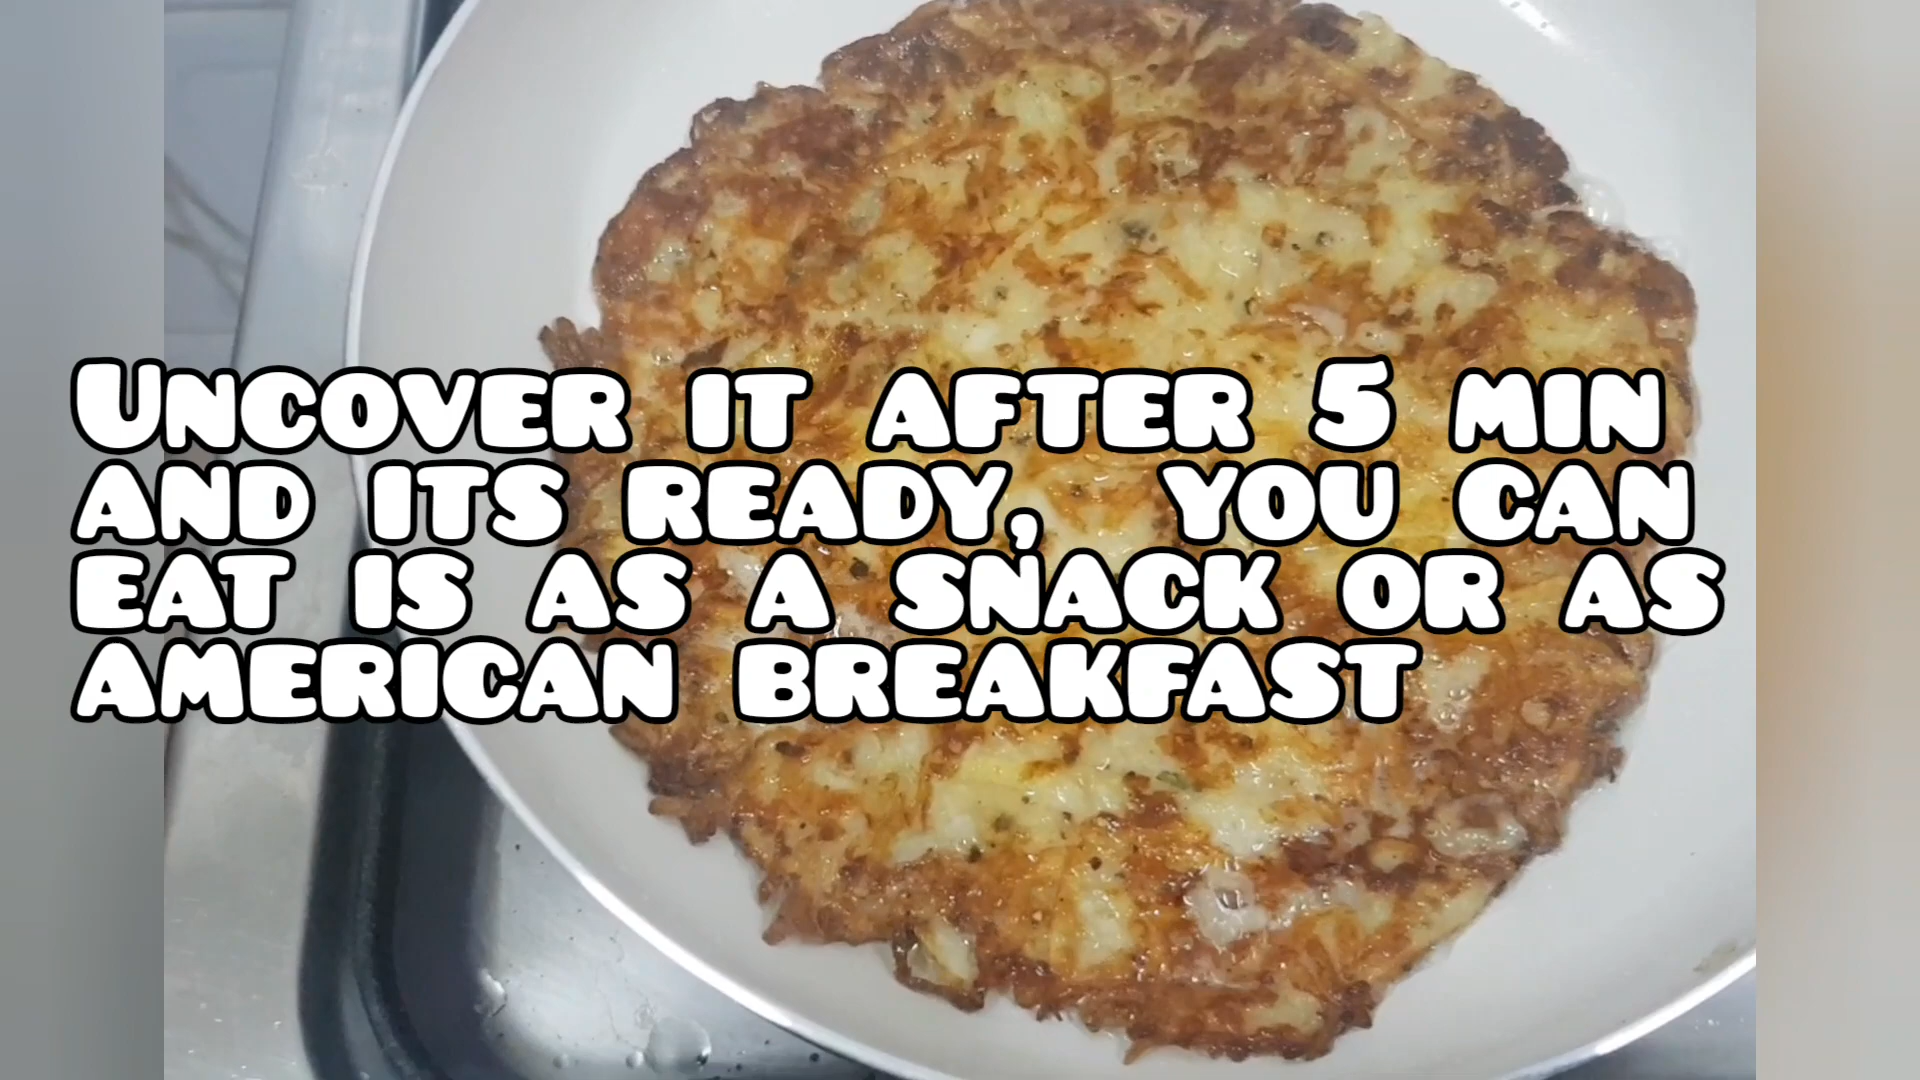 Uncover it after 5 min
and its ready, you can
eat is as a snack or as
american breakfast